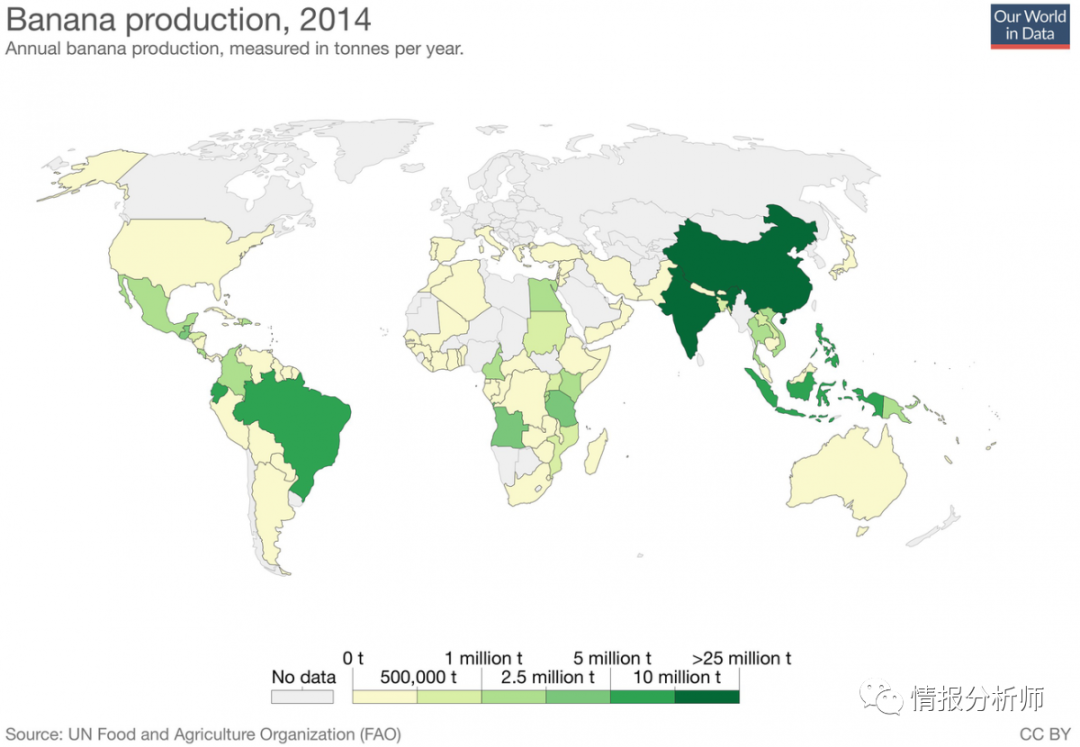 Banana production, 2014
Our World
in Data
Annual banana production, measured in tonnes per year.
0 t 1 million t 5 million t >25 million t
No data 500,000 t 2.5 million t 10 million t
情报分析师
Source: UN Food and Agriculture Organization (FAO) CC BY